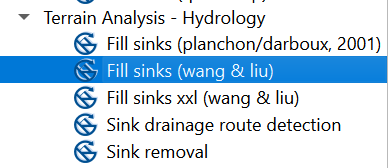 Terrain Analysis - Hydrology
Fill sinks (planchon/darboux, 2001)
Fill sinks (wang & liu)
Fill sinks xxl (wang & liu)
Sink drainage route detection
Sink removal